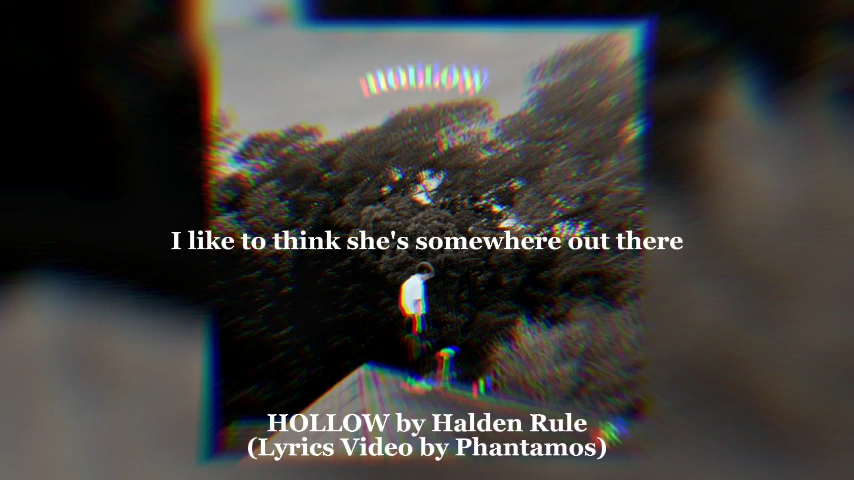 HOLLOW
I like to think she's somewhere out there
HOLLOW by Halden Rule
(Lyrics Video by Phantamos)